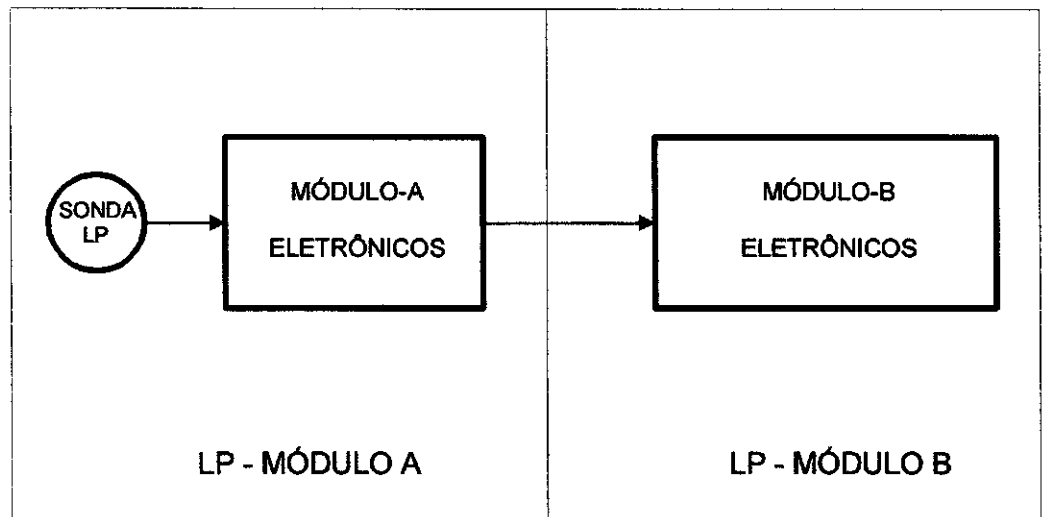 SONDA
LP
MÓDULO-A
ELETRÔNICOS
MÓDULO-B
ELETRÔNICOS
LP - MÓDULO A
LP - MÓDULO B